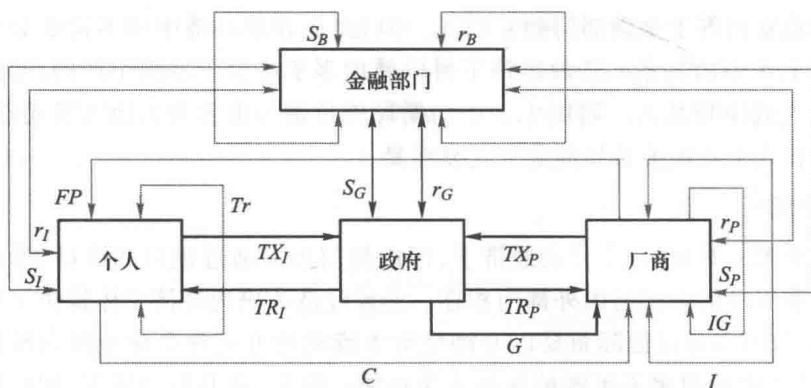 S_B r_B
金融部门
FP Tr S_G r_G
r_I r_P
个人 TX_I 政府 TX_P 厂商
S_I TR_I TR_P S_P
G IG
C I